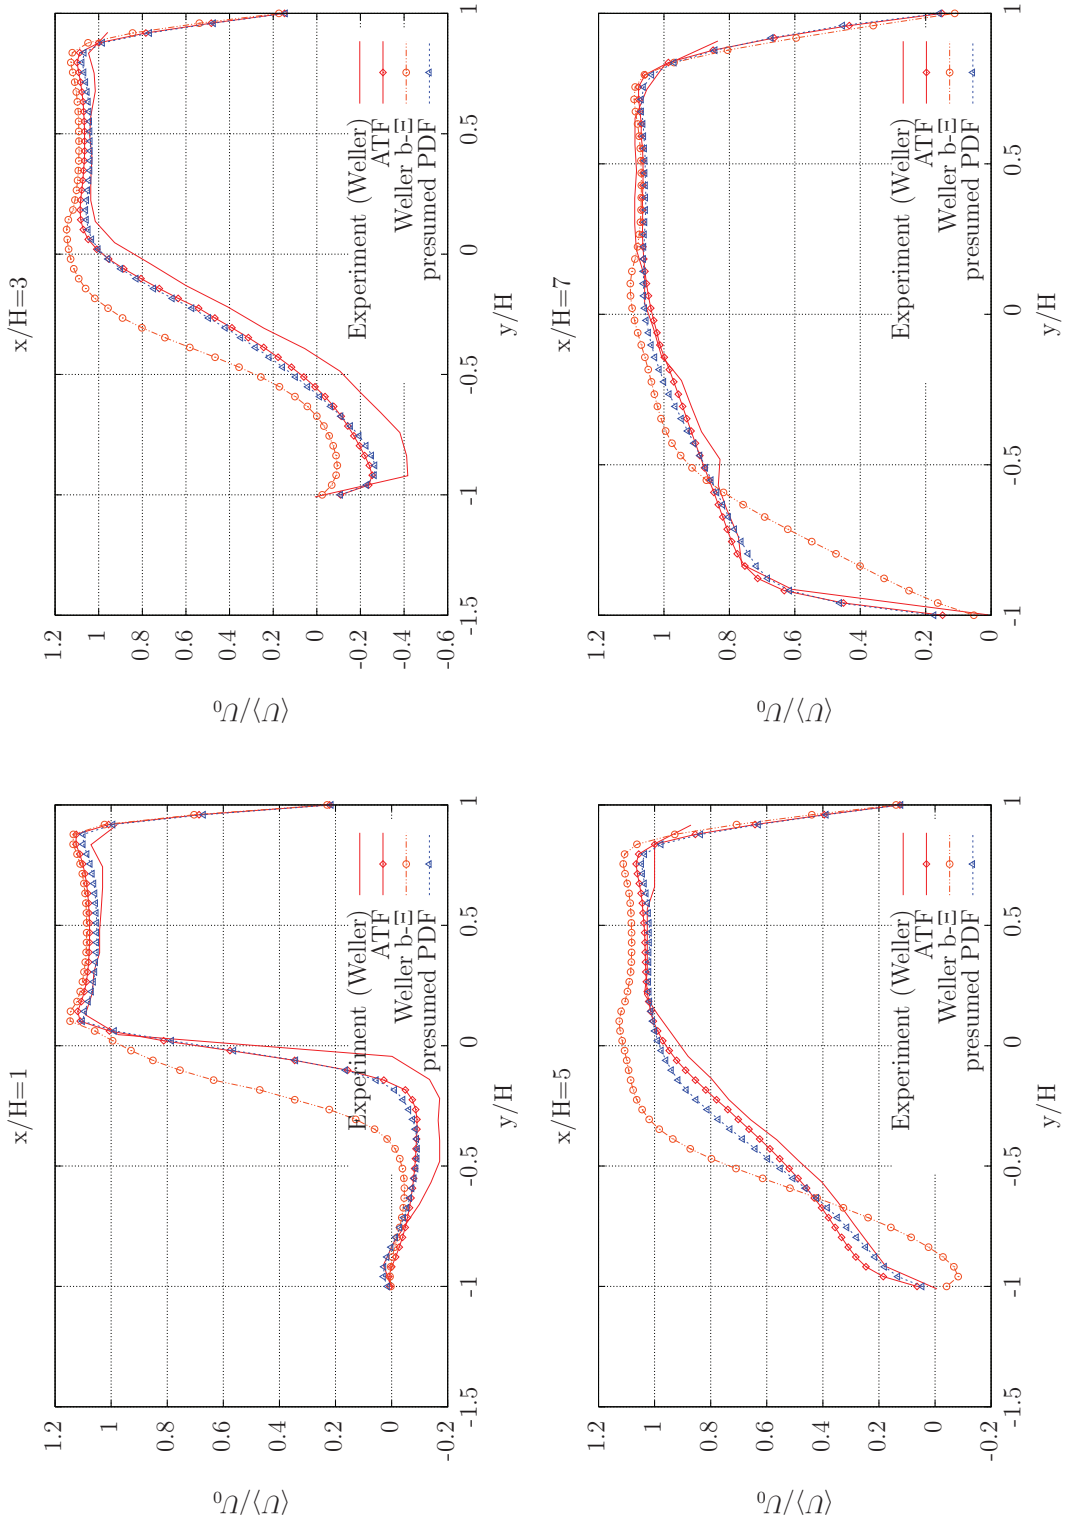 x/H=1
⟨U⟩/U₀
1.2
1
0.8
0.6
0.4
0.2
0
-0.2
-1.5
-1
-0.5
0
0.5
1
y/H
Experiment (Weller)
ATF
Weller b-Ξ
presumed PDF
x/H=3
⟨U⟩/U₀
1.2
1
0.8
0.6
0.4
0.2
0
-0.2
-0.4
-0.6
-1.5
-1
-0.5
0
0.5
1
y/H
Experiment (Weller)
ATF
Weller b-Ξ
presumed PDF
x/H=5
⟨U⟩/U₀
1.2
1
0.8
0.6
0.4
0.2
0
-0.2
-1.5
-1
-0.5
0
0.5
1
y/H
Experiment (Weller)
ATF
Weller b-Ξ
presumed PDF
x/H=7
⟨U⟩/U₀
1.2
1
0.8
0.6
0.4
0.2
0
-1
-0.5
0
0.5
1
y/H
Experiment (Weller)
ATF
Weller b-Ξ
presumed PDF